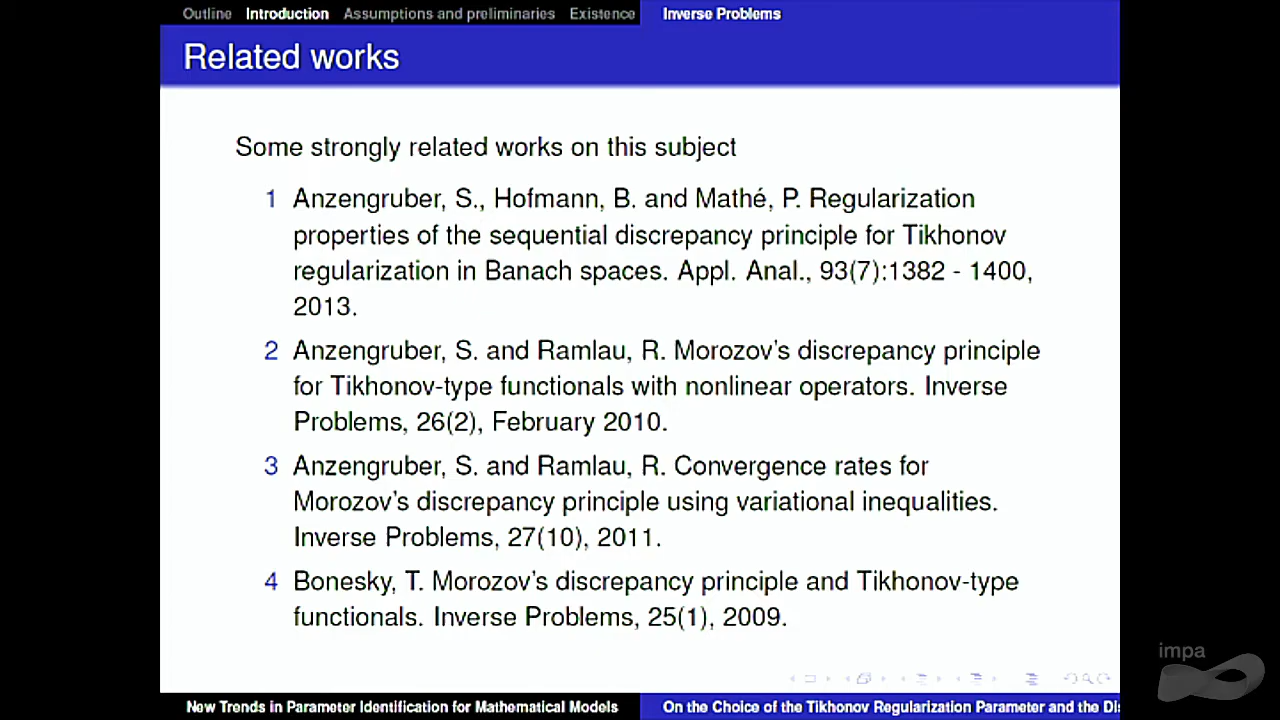 Outline Introduction Assumptions and preliminaries Existence Inverse Problems
Related works
Some strongly related works on this subject
1 Anzengruber, S., Hofmann, B. and Mathé, P. Regularization
properties of the sequential discrepancy principle for Tikhonov
regularization in Banach spaces. Appl. Anal., 93(7):1382 - 1400,
2013.
2 Anzengruber, S. and Ramlau, R. Morozov's discrepancy principle
for Tikhonov-type functionals with nonlinear operators. Inverse
Problems, 26(2), February 2010.
3 Anzengruber, S. and Ramlau, R. Convergence rates for
Morozov's discrepancy principle using variational inequalities.
Inverse Problems, 27(10), 2011.
4 Bonesky, T. Morozov's discrepancy principle and Tikhonov-type
functionals. Inverse Problems, 25(1), 2009.
impa
New Trends in Parameter Identification for Mathematical Models On the Choice of the Tikhonov Regularization Parameter and the Dis